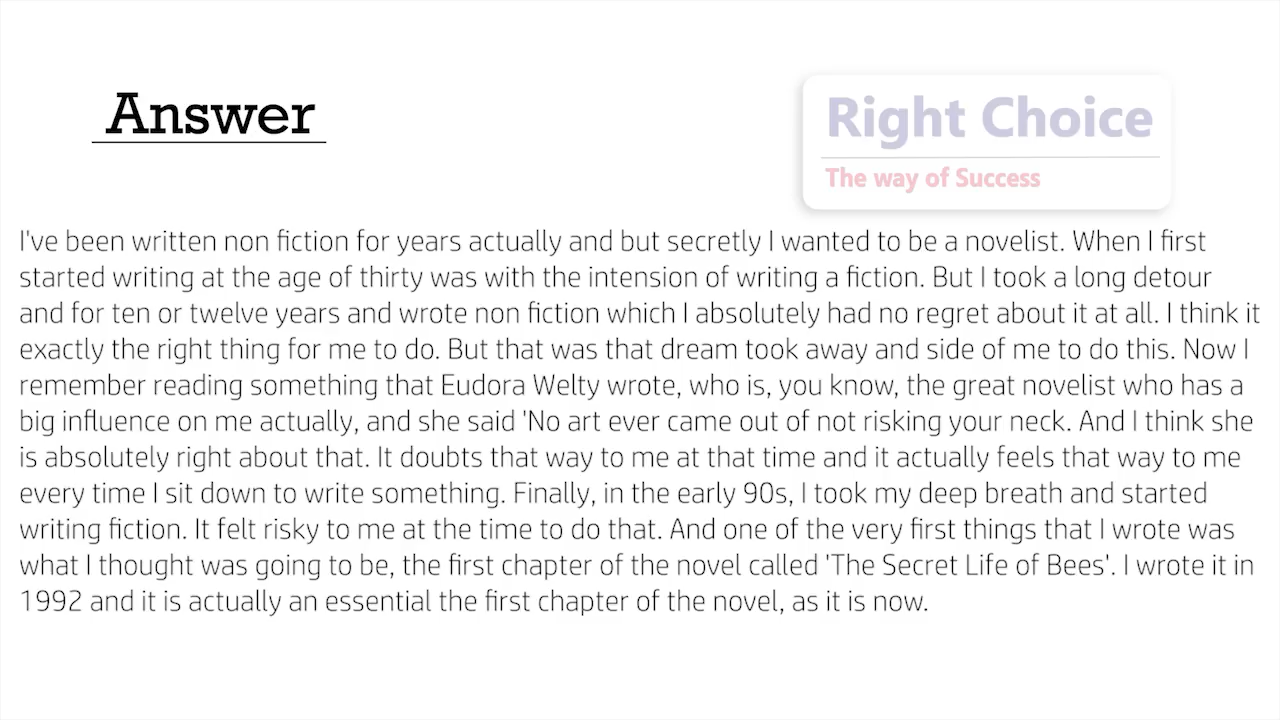 Answer
Right Choice
The way of Success
I've been written non fiction for years actually and but secretly I wanted to be a novelist. When I first
started writing at the age of thirty was with the intension of writing a fiction. But I took a long detour
and for ten or twelve years and wrote non fiction which I absolutely had no regret about it at all. I think it
exactly the right thing for me to do. But that was that dream took away and side of me to do this. Now I
remember reading something that Eudora Welty wrote, who is, you know, the great novelist who has a
big influence on me actually, and she said 'No art ever came out of not risking your neck. And I think she
is absolutely right about that. It doubts that way to me at that time and it actually feels that way to me
every time I sit down to write something. Finally, in the early 90s, I took my deep breath and started
writing fiction. It felt risky to me at the time to do that. And one of the very first things that I wrote was
what I thought was going to be, the first chapter of the novel called 'The Secret Life of Bees'. I wrote it in
1992 and it is actually an essential the first chapter of the novel, as it is now.